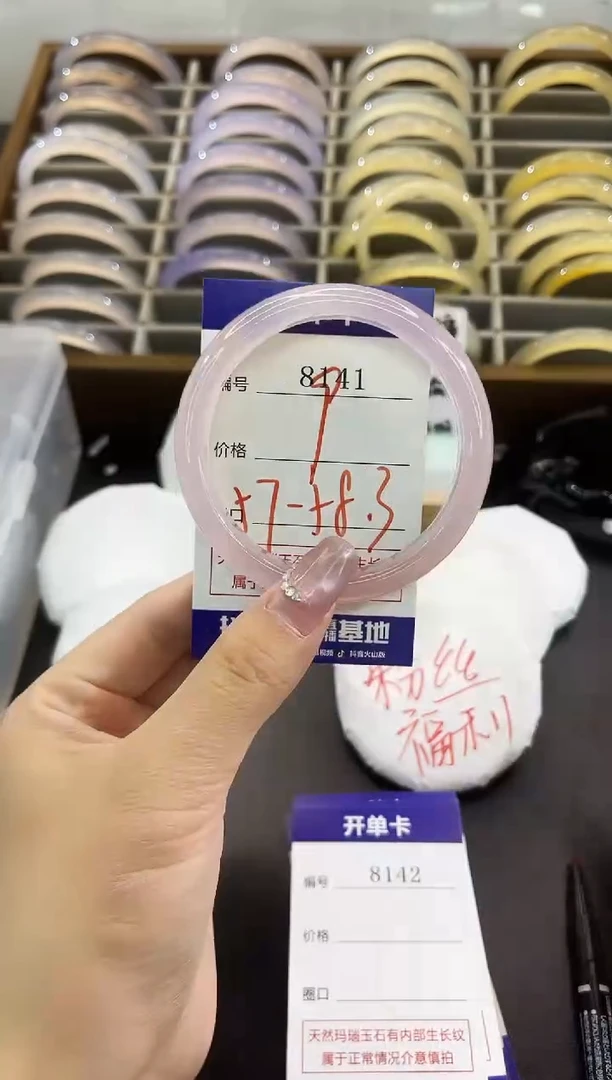 编号 8141
价格
57-58.3
属于
播基地
抖音火山版
粉丝
福利
开单卡
编号 8142
价格
圈口
天然玛瑙玉石有内部生长纹
属于正常情况介意慎拍